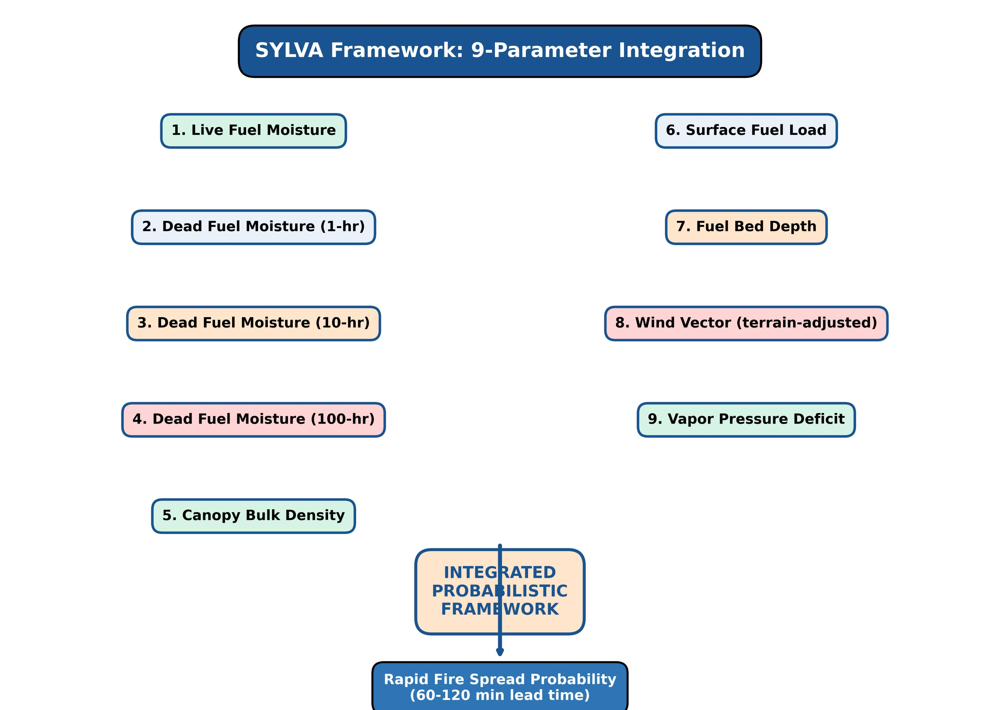 SYLVA Framework: 9-Parameter Integration
1. Live Fuel Moisture
2. Dead Fuel Moisture (1-hr)
3. Dead Fuel Moisture (10-hr)
4. Dead Fuel Moisture (100-hr)
5. Canopy Bulk Density
6. Surface Fuel Load
7. Fuel Bed Depth
8. Wind Vector (terrain-adjusted)
9. Vapor Pressure Deficit
INTEGRATED
PROBABILISTIC
FRAMEWORK
Rapid Fire Spread Probability
(60-120 min lead time)